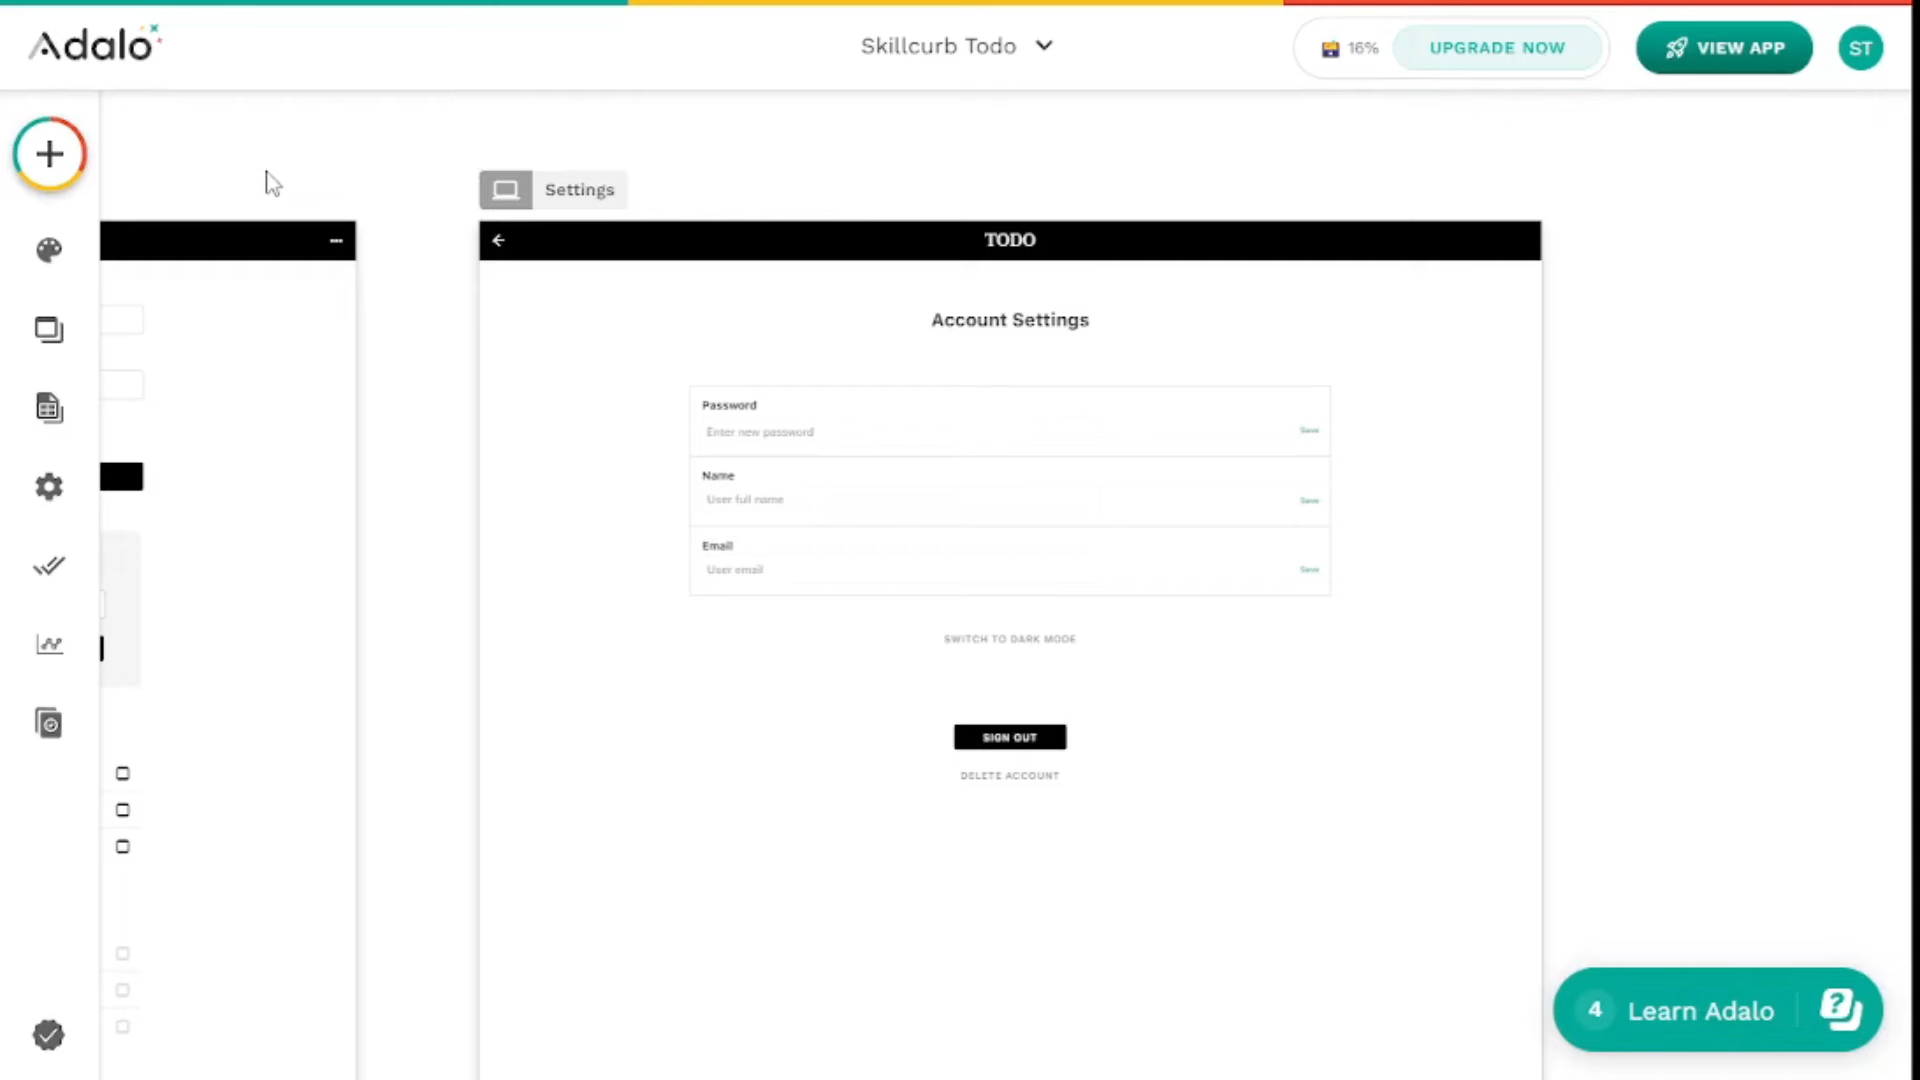 Adalo
Skillcurb Todo
16%
UPGRADE NOW
VIEW APP
ST
Settings
TODO
Account Settings
Password
Enter new password
Save
Name
User full name
Save
Email
User email
Save
SWITCH TO DARK MODE
SIGN OUT
DELETE ACCOUNT
4 Learn Adalo